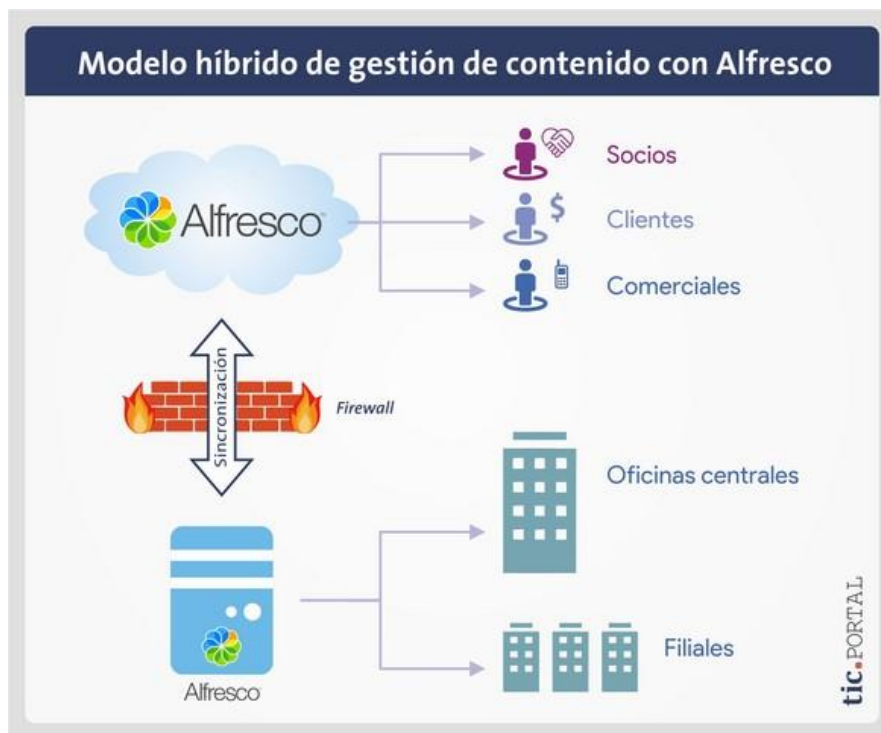 Modelo híbrido de gestión de contenido con Alfresco
Alfresco
Socios
Clientes
$
Comerciales
Sincronización
Firewall
Oficinas centrales
Filiales
Alfresco
tic.PORTAL